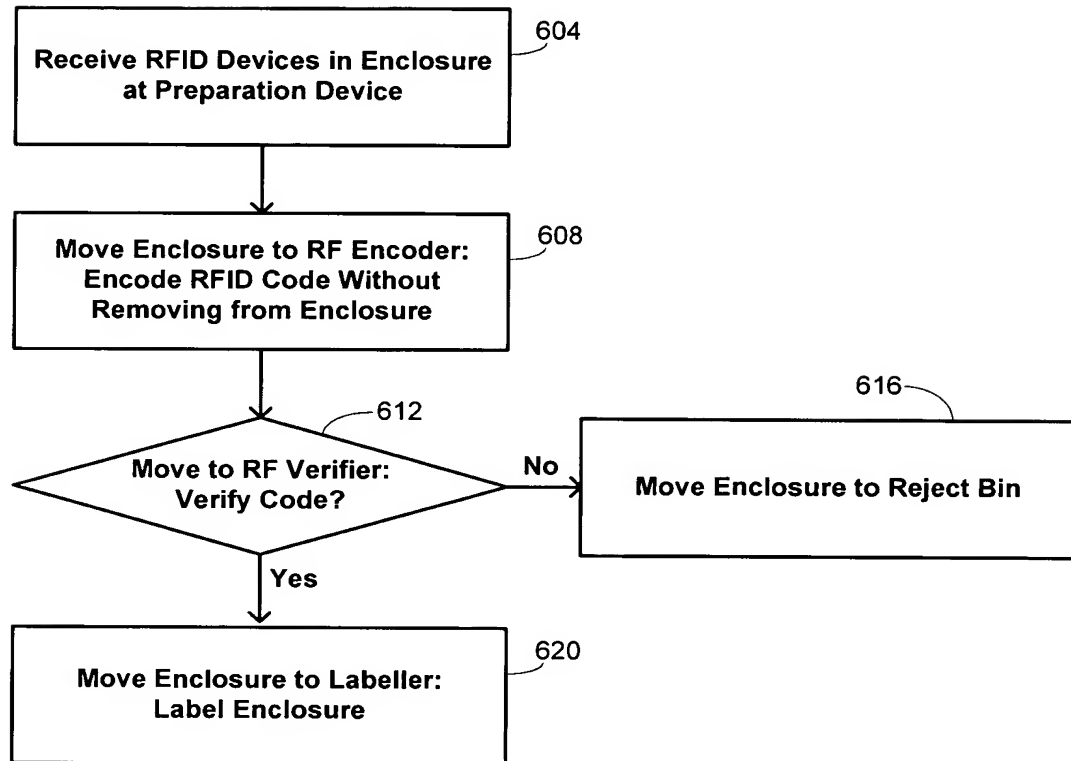 604
Receive RFID Devices in Enclosure
at Preparation Device
608
Move Enclosure to RF Encoder:
Encode RFID Code Without
Removing from Enclosure
612
Move to RF Verifier:
Verify Code?
No
616
Move Enclosure to Reject Bin
Yes
620
Move Enclosure to Labeller:
Label Enclosure